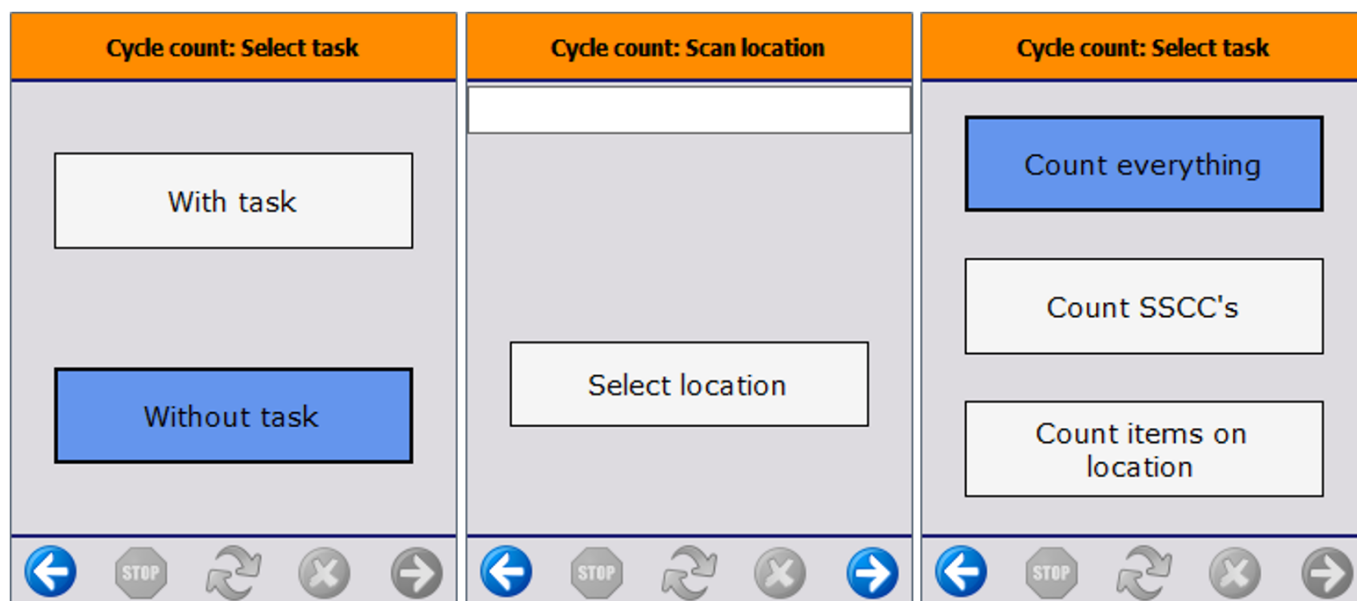 Cycle count: Select task
With task
Without task
STOP
Cycle count: Scan location
Select location
STOP
Cycle count: Select task
Count everything
Count SSCC's
Count items on
location
STOP